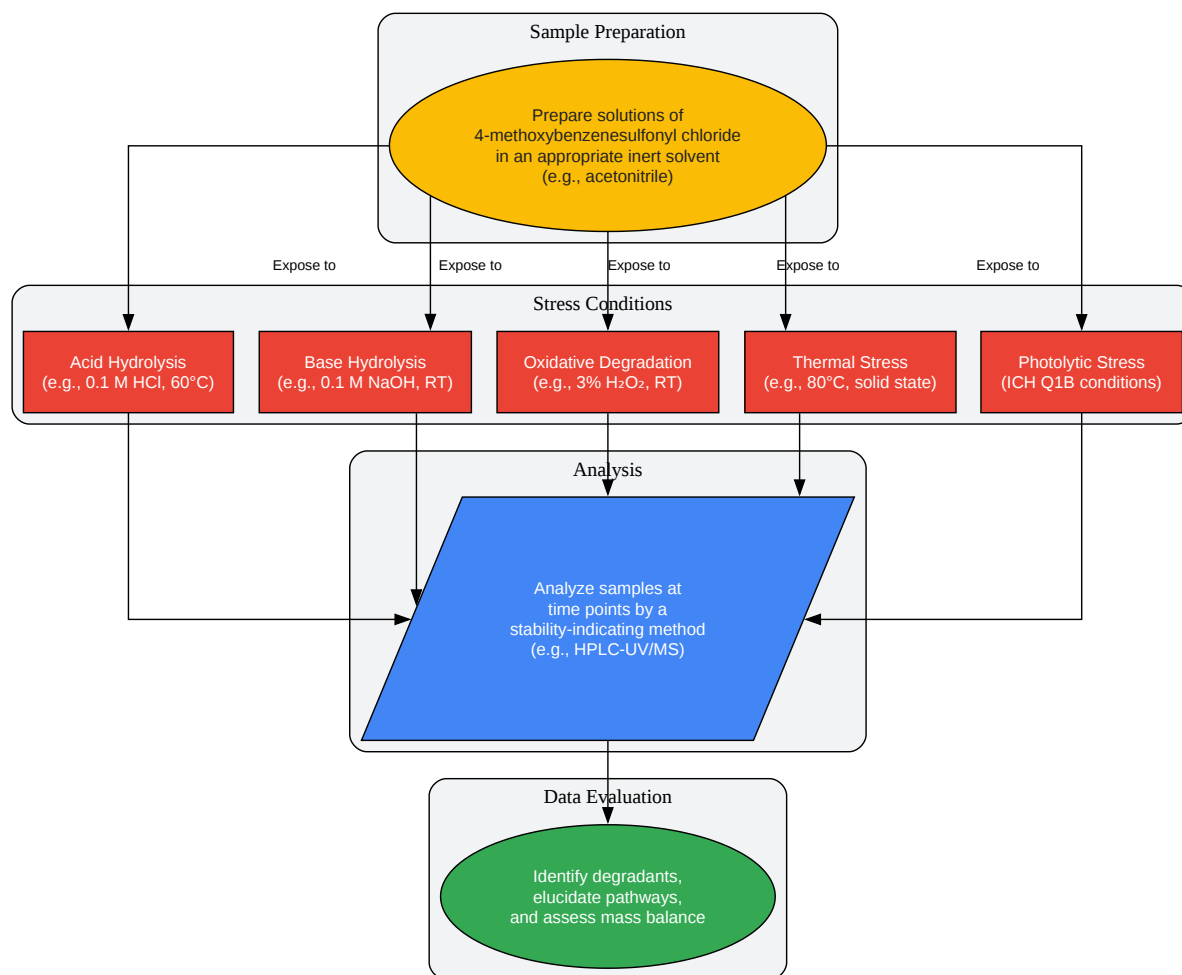 Sample Preparation
Prepare solutions of
4-methoxybenzenesulfonyl chloride
in an appropriate inert solvent
(e.g., acetonitrile)
Expose to
Expose to
Expose to
Expose to
Expose to
Stress Conditions
Acid Hydrolysis
(e.g., 0.1 M HCl, 60°C)
Base Hydrolysis
(e.g., 0.1 M NaOH, RT)
Oxidative Degradation
(e.g., 3% H₂O₂, RT)
Thermal Stress
(e.g., 80°C, solid state)
Photolytic Stress
(ICH Q1B conditions)
Analysis
Analyze samples at
time points by a
stability-indicating method
(e.g., HPLC-UV/MS)
Data Evaluation
Identify degradants,
elucidate pathways,
and assess mass balance